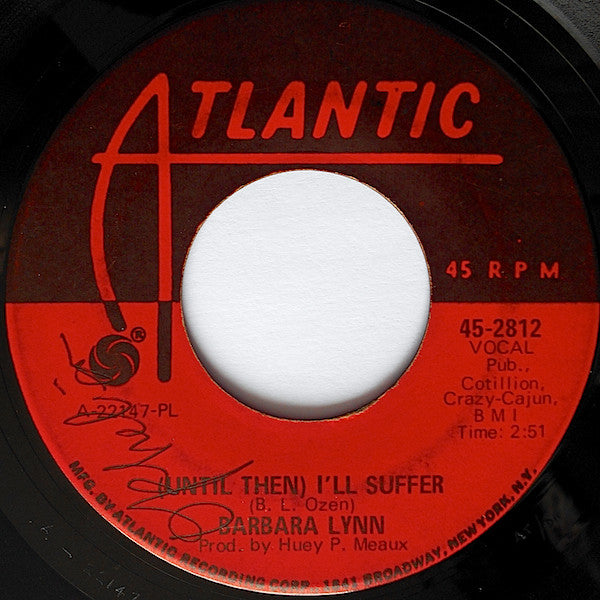 ATLANTIC
45 RPM
®
45-2812
VOCAL
Pub.,
Cotillion,
Crazy-Cajun,
BMI
Time: 2:51
A-22147-PL
(UNTIL THEN) I'LL SUFFER
(B. L. Ozen)
BARBARA LYNN
Prod. by Huey P. Meaux
MFG. BY ATLANTIC RECORDING CORP., 1841 BROADWAY, NEW YORK, N.Y.